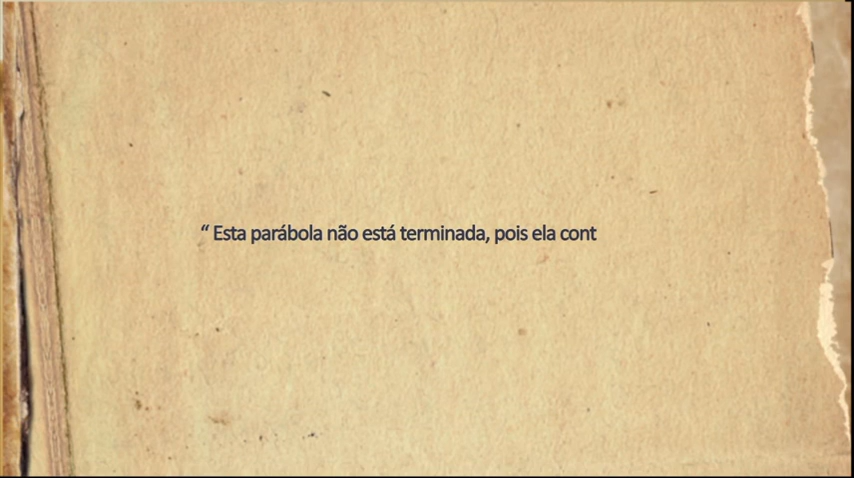 “ Esta parábola não está terminada, pois ela cont